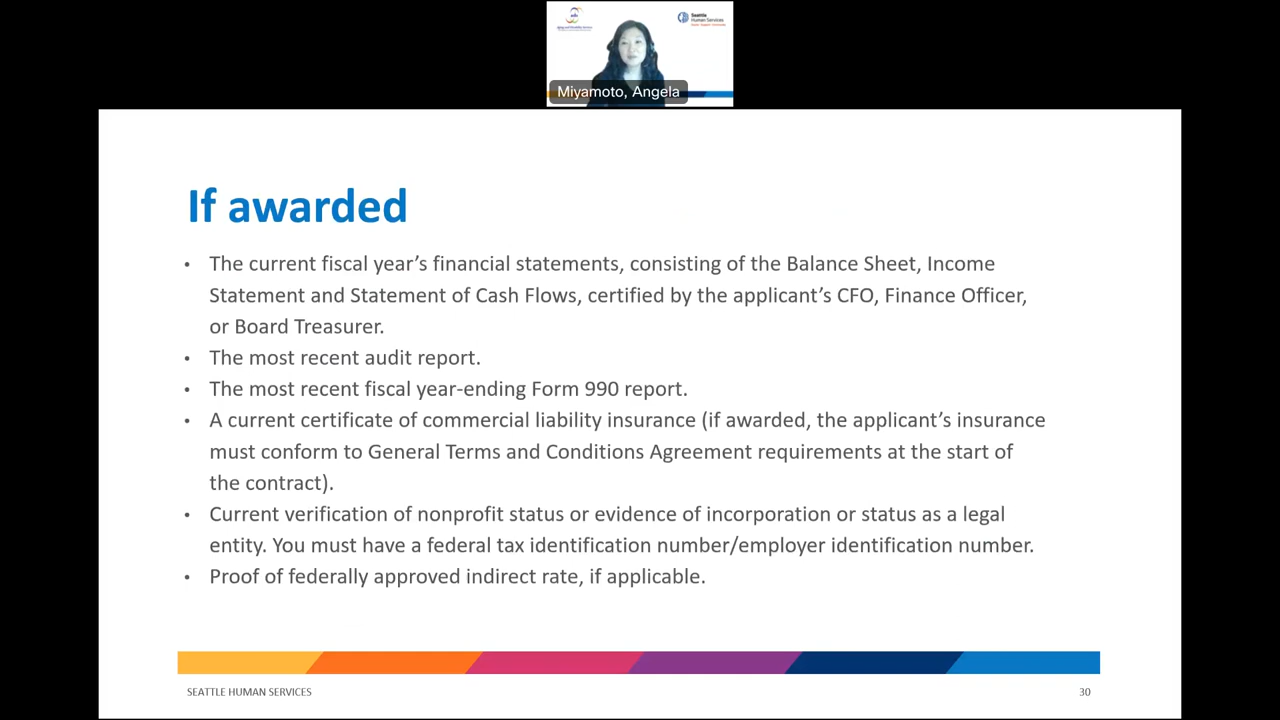 Seattle
Human Services
Miyamoto, Angela
If awarded
• The current fiscal year’s financial statements, consisting of the Balance Sheet, Income
Statement and Statement of Cash Flows, certified by the applicant’s CFO, Finance Officer,
or Board Treasurer.
• The most recent audit report.
• The most recent fiscal year-ending Form 990 report.
• A current certificate of commercial liability insurance (if awarded, the applicant’s insurance
must conform to General Terms and Conditions Agreement requirements at the start of
the contract).
• Current verification of nonprofit status or evidence of incorporation or status as a legal
entity. You must have a federal tax identification number/employer identification number.
• Proof of federally approved indirect rate, if applicable.
SEATTLE HUMAN SERVICES
30